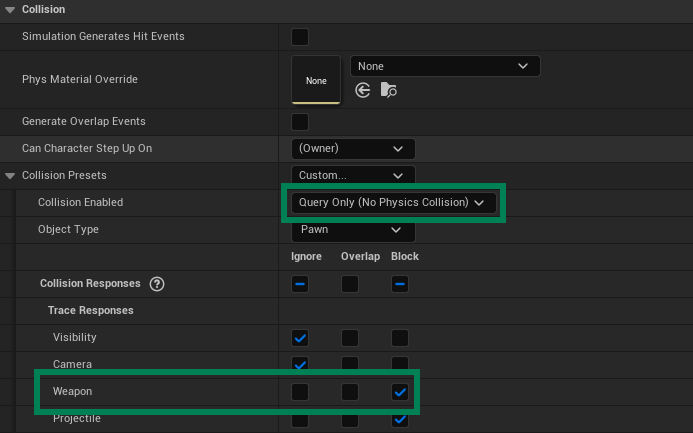 Collision
Simulation Generates Hit Events
Phys Material Override
None
None
Generate Overlap Events
Can Character Step Up On
(Owner)
Collision Presets
Custom...
Collision Enabled
Query Only (No Physics Collision)
Object Type
Pawn
Ignore Overlap Block
Collision Responses ?
Trace Responses
Visibility
Camera
Weapon
Projectile